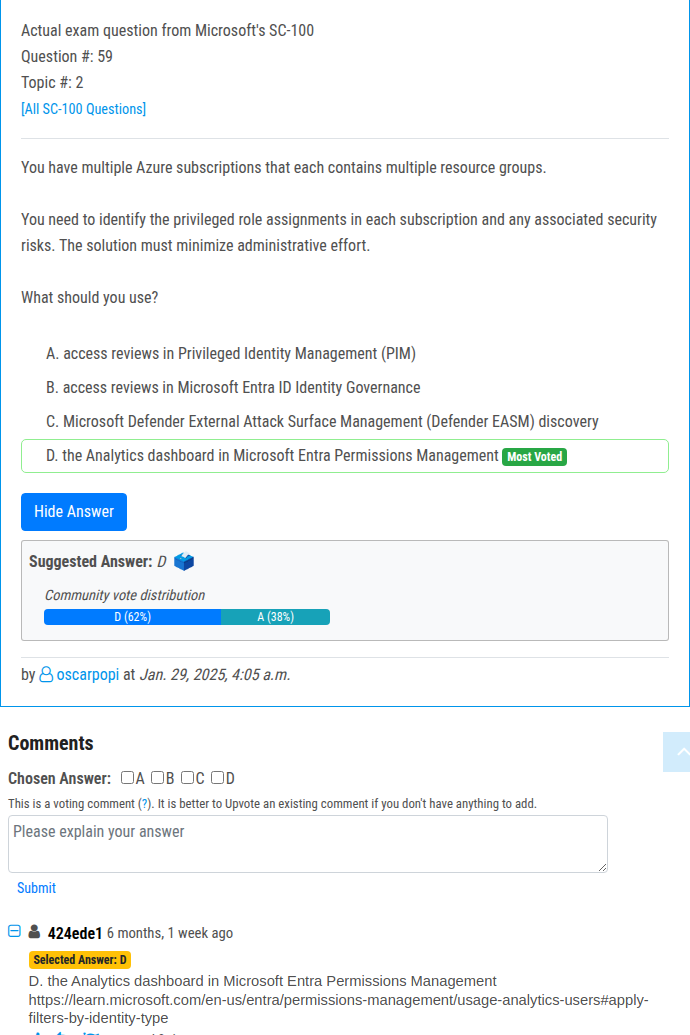 Actual exam question from Microsoft's SC-100
Question #: 59
Topic #: 2
[All SC-100 Questions]
You have multiple Azure subscriptions that each contains multiple resource groups.
You need to identify the privileged role assignments in each subscription and any associated security
risks. The solution must minimize administrative effort.
What should you use?
A. access reviews in Privileged Identity Management (PIM)
B. access reviews in Microsoft Entra ID Identity Governance
C. Microsoft Defender External Attack Surface Management (Defender EASM) discovery
D. the Analytics dashboard in Microsoft Entra Permissions Management Most Voted
Hide Answer
Suggested Answer: D
Community vote distribution
D (62%) A (38%)
by oscarpopi at Jan. 29, 2025, 4:05 a.m.
Comments
Chosen Answer: A B C D
This is a voting comment (?). It is better to Upvote an existing comment if you don't have anything to add.
Please explain your answer
Submit
424ede1 6 months, 1 week ago
Selected Answer: D
D. the Analytics dashboard in Microsoft Entra Permissions Management
https://learn.microsoft.com/en-us/entra/permissions-management/usage-analytics-users#apply-
filters-by-identity-type